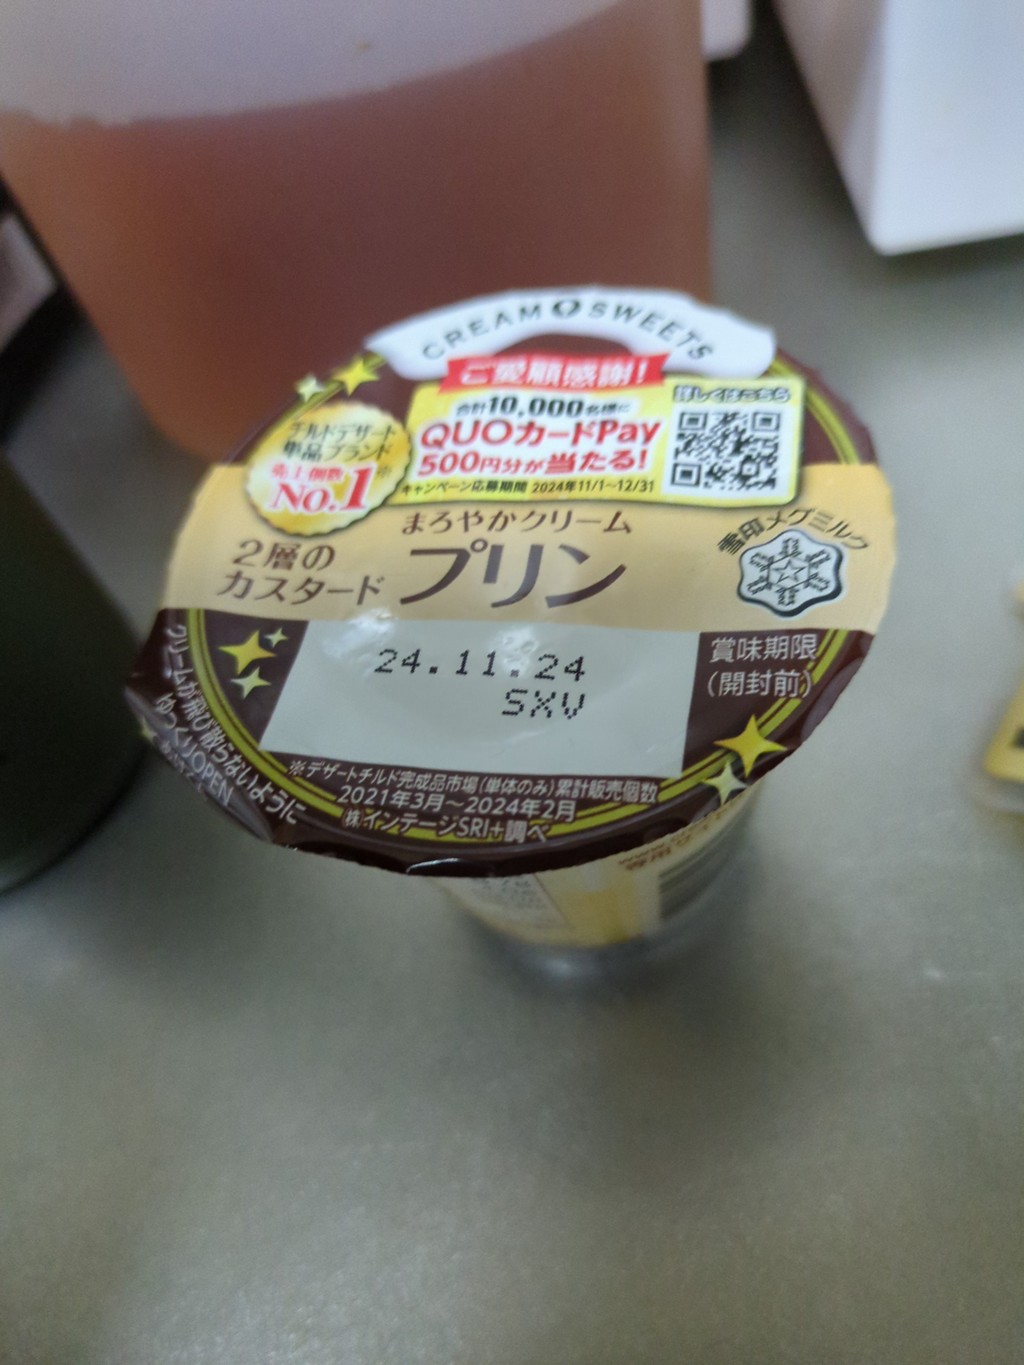 CREAM SWEETS
ご愛顧感謝!
合計10,000名様に
QUOカードPay
500円分が当たる!
キャンペーン応募期間 2024年11/1~12/31
詳しくはこちら
チルドデザート
単品ブランド
売上個数
No.1※
まろやかクリーム
2層の
カスタード
プリン
雪印メグミルク
24.11.24
SXV
賞味期限
(開封前)
クリームが飛び散らないように
ゆっくりOPEN
※デザートチルド完成品市場(単体のみ)累計販売個数
2021年3月~2024年2月
㈱インテージSRI+調べ